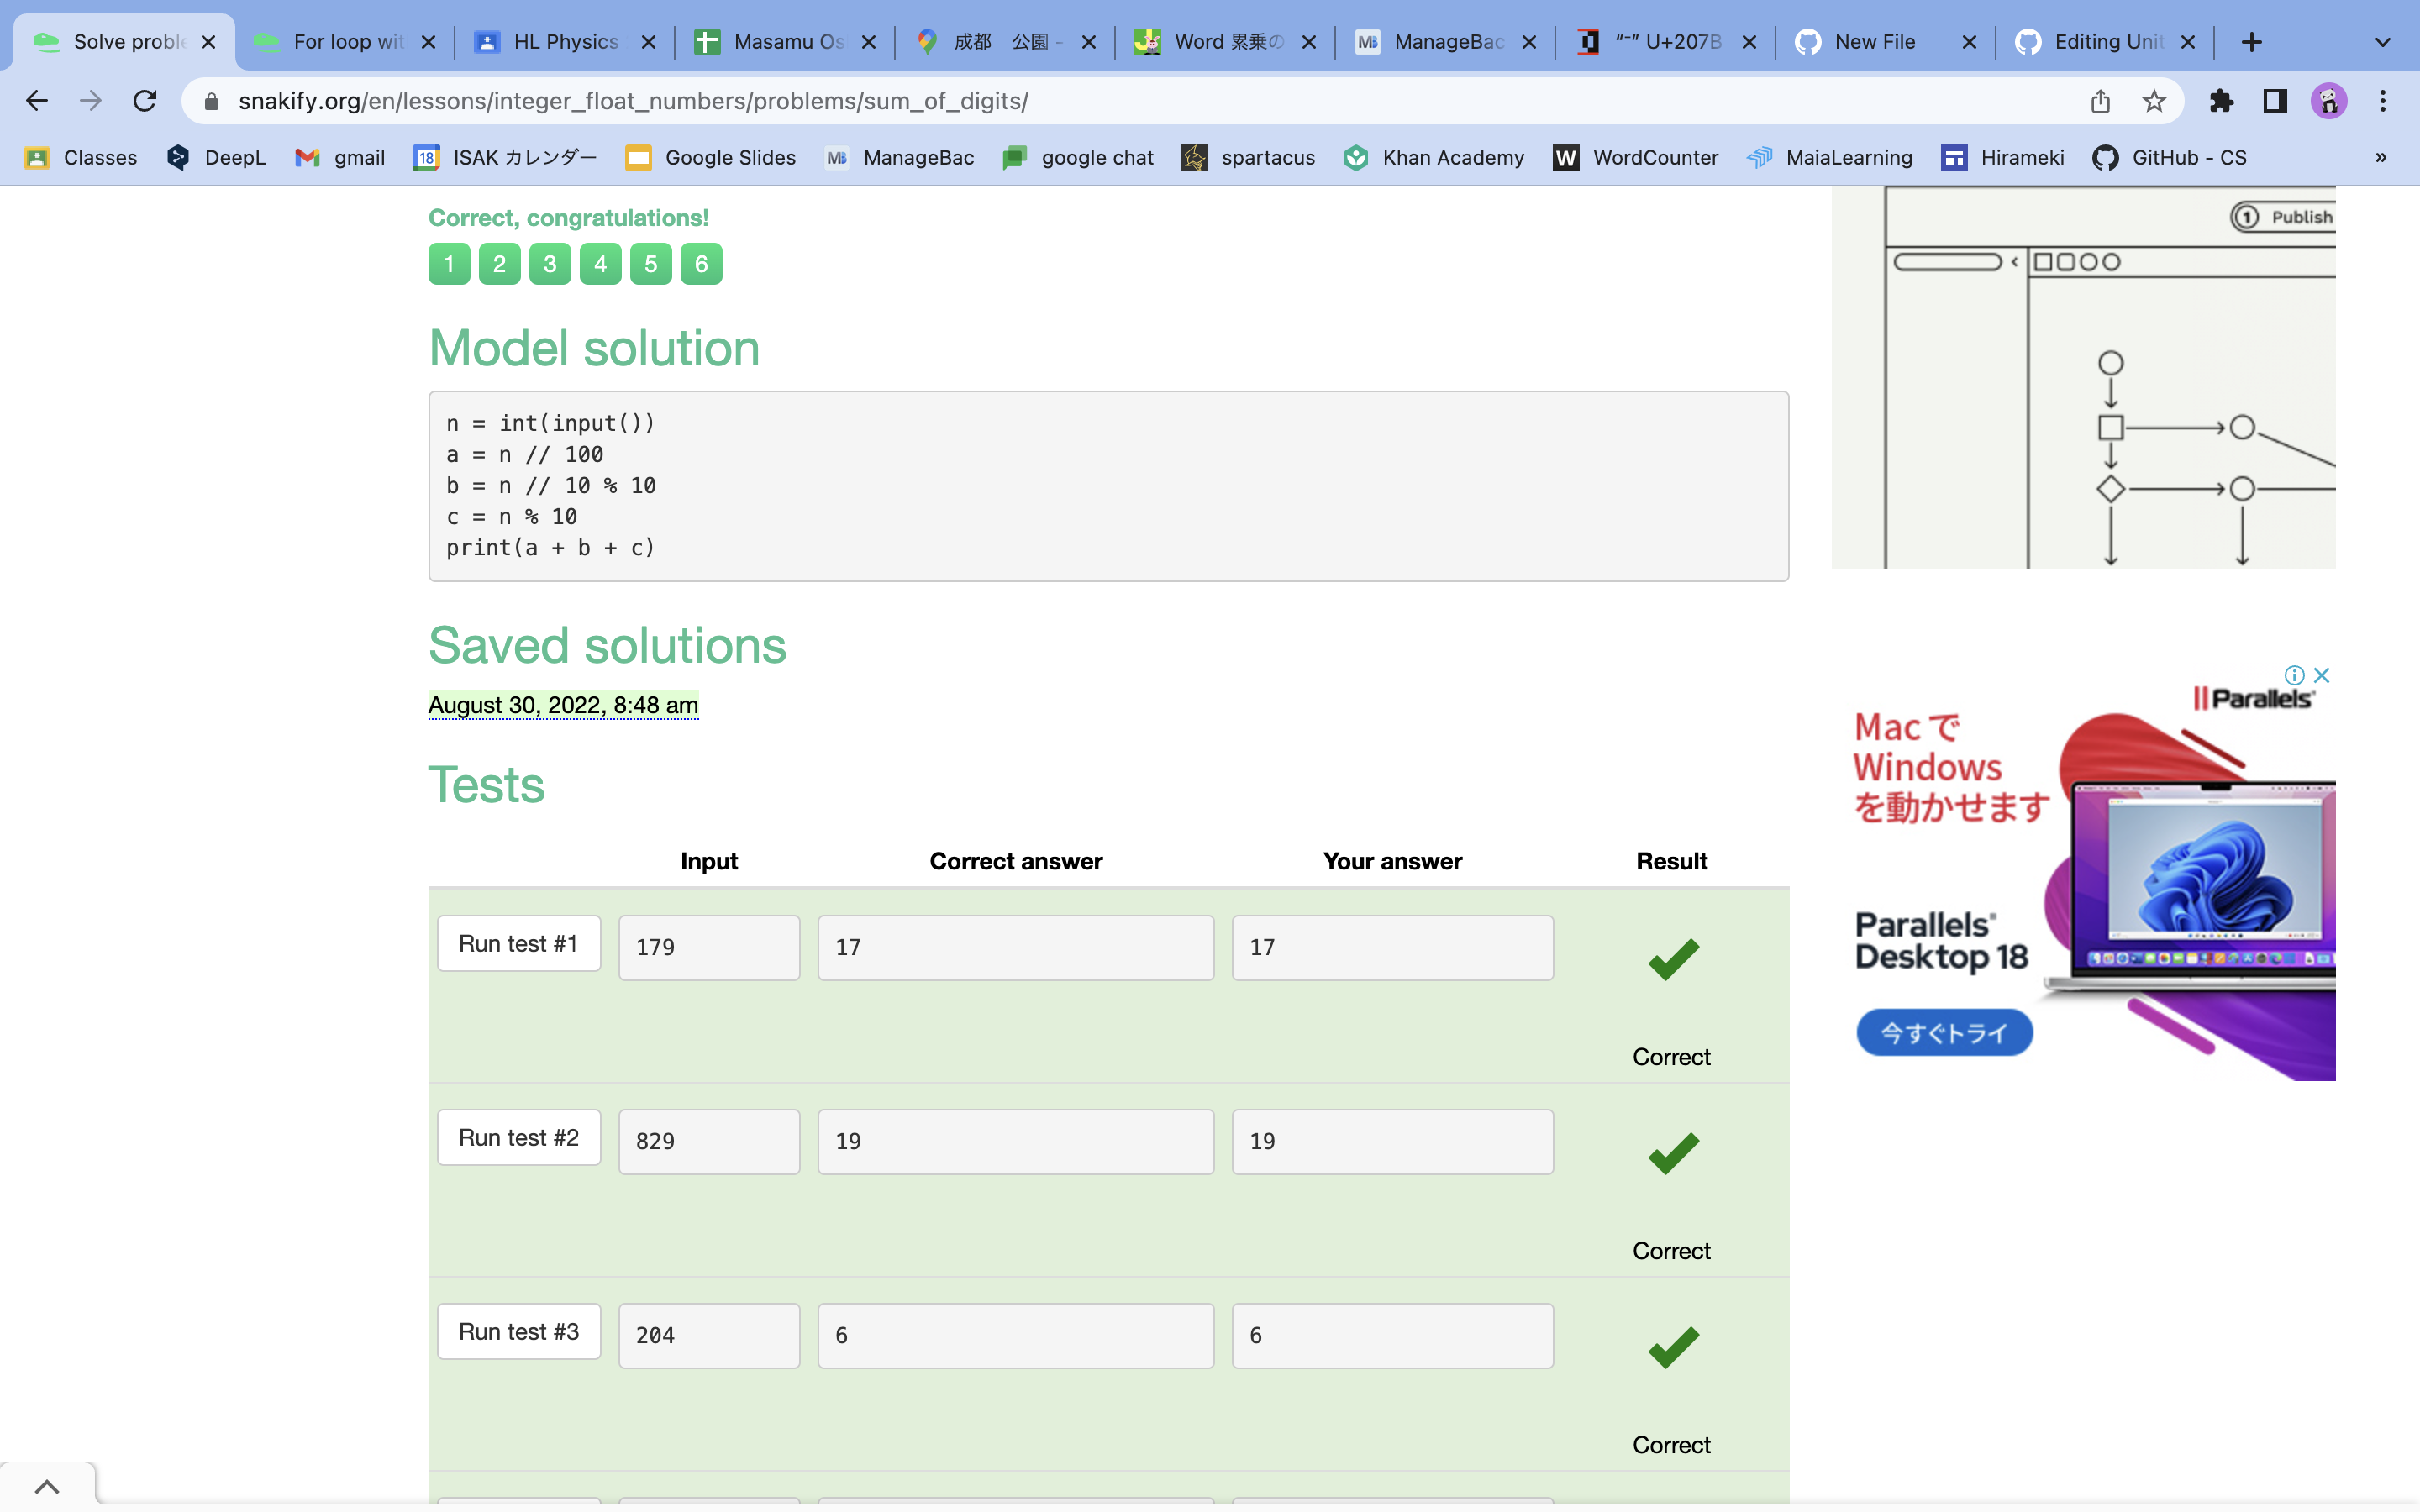 Solve proble
For loop wit
HL Physics
Masamu Os
成都 公園 -
Word 累乗の
ManageBac
“⁻” U+207B
New File
Editing Unit
snakify.org/en/lessons/integer_float_numbers/problems/sum_of_digits/
Classes
DeepL
gmail
18
ISAK カレンダー
Google Slides
MB
ManageBac
google chat
spartacus
Khan Academy
W
WordCounter
MaiaLearning
Hirameki
GitHub - CS
»
Correct, congratulations!
1 2 3 4 5 6
Model solution
n = int(input())
a = n // 100
b = n // 10 % 10
c = n % 10
print(a + b + c)
Saved solutions
August 30, 2022, 8:48 am
Tests
Input Correct answer Your answer Result
Run test #1 179 17 17
Correct
Run test #2 829 19 19
Correct
Run test #3 204 6 6
Correct
1 Publish
Parallels
Mac で
Windows
を動かせます
Parallels
Desktop 18
今すぐトライ